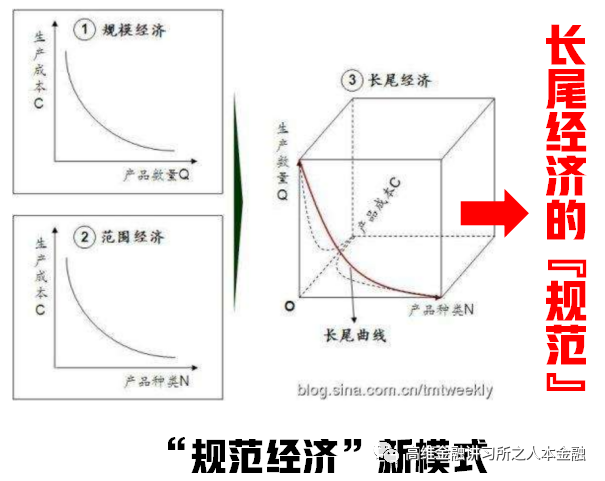 ① 规模经济
生产成本C
产品数量Q
② 范围经济
生产成本C
产品种类N
③ 长尾经济
生产数量Q
产品成本C
O
产品种类N
长尾曲线
blog.sina.com.cn/tmtweekly
长尾经济的『规范』
“规范经济”新模式
高维金融讲习所之人本金融